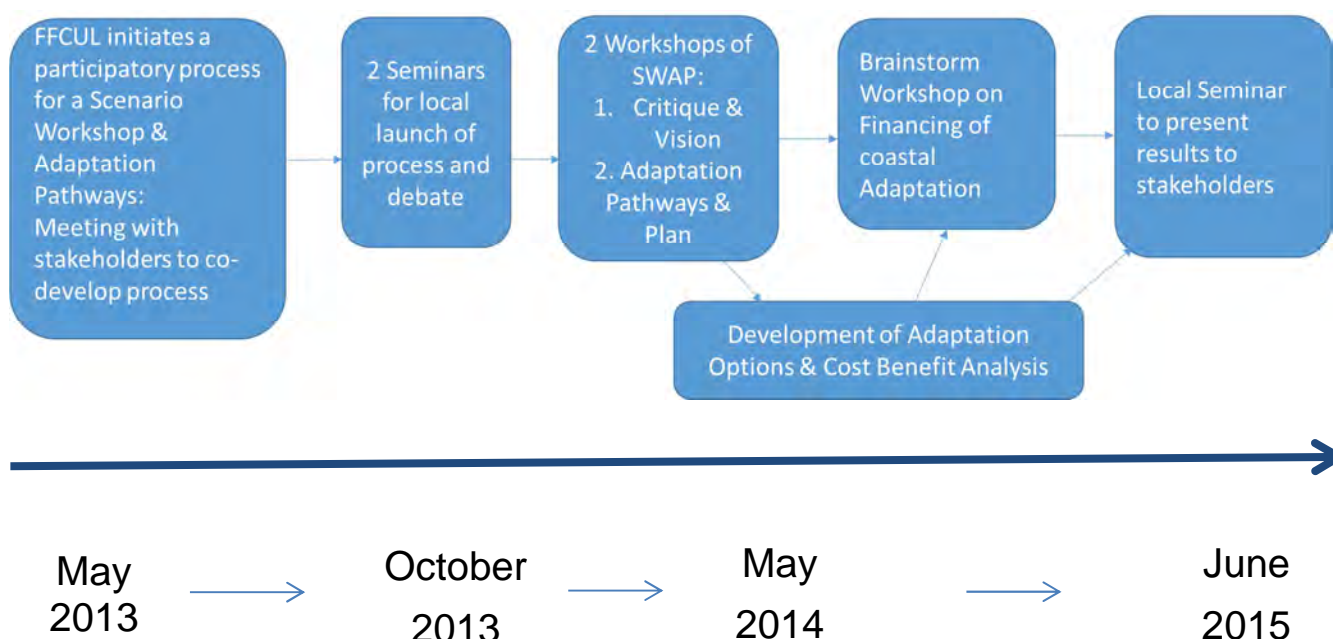 FFCUL initiates a
participatory process
for a Scenario
Workshop &
Adaptation
Pathways:
Meeting with
stakeholders to co-
develop process
2 Seminars
for local
launch of
process and
debate
2 Workshops of
SWAP:
1. Critique &
Vision
2. Adaptation
Pathways &
Plan
Brainstorm
Workshop on
Financing of
coastal
Adaptation
Local Seminar
to present
results to
stakeholders
Development of Adaptation
Options & Cost Benefit Analysis
May
2013
October
2013
May
2014
June
2015